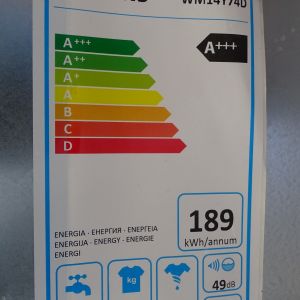 WM14Y74D
A+++
A+++
A++
A+
A
B
C
D
ENERGIA · ЕНЕРГИЯ · ΕΝΕΡΓΕΙΑ
ENERGIJA · ENERGY · ENERGIE
ENERGI
189
kWh/annum
kg
49dB